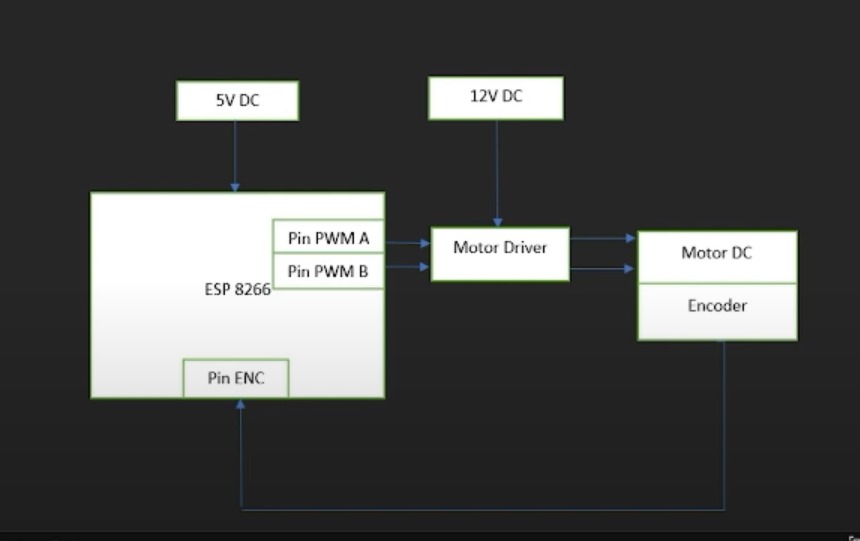 5V DC
12V DC
Pin PWM A
Motor Driver
Motor DC
Pin PWM B
ESP 8266
Encoder
Pin ENC